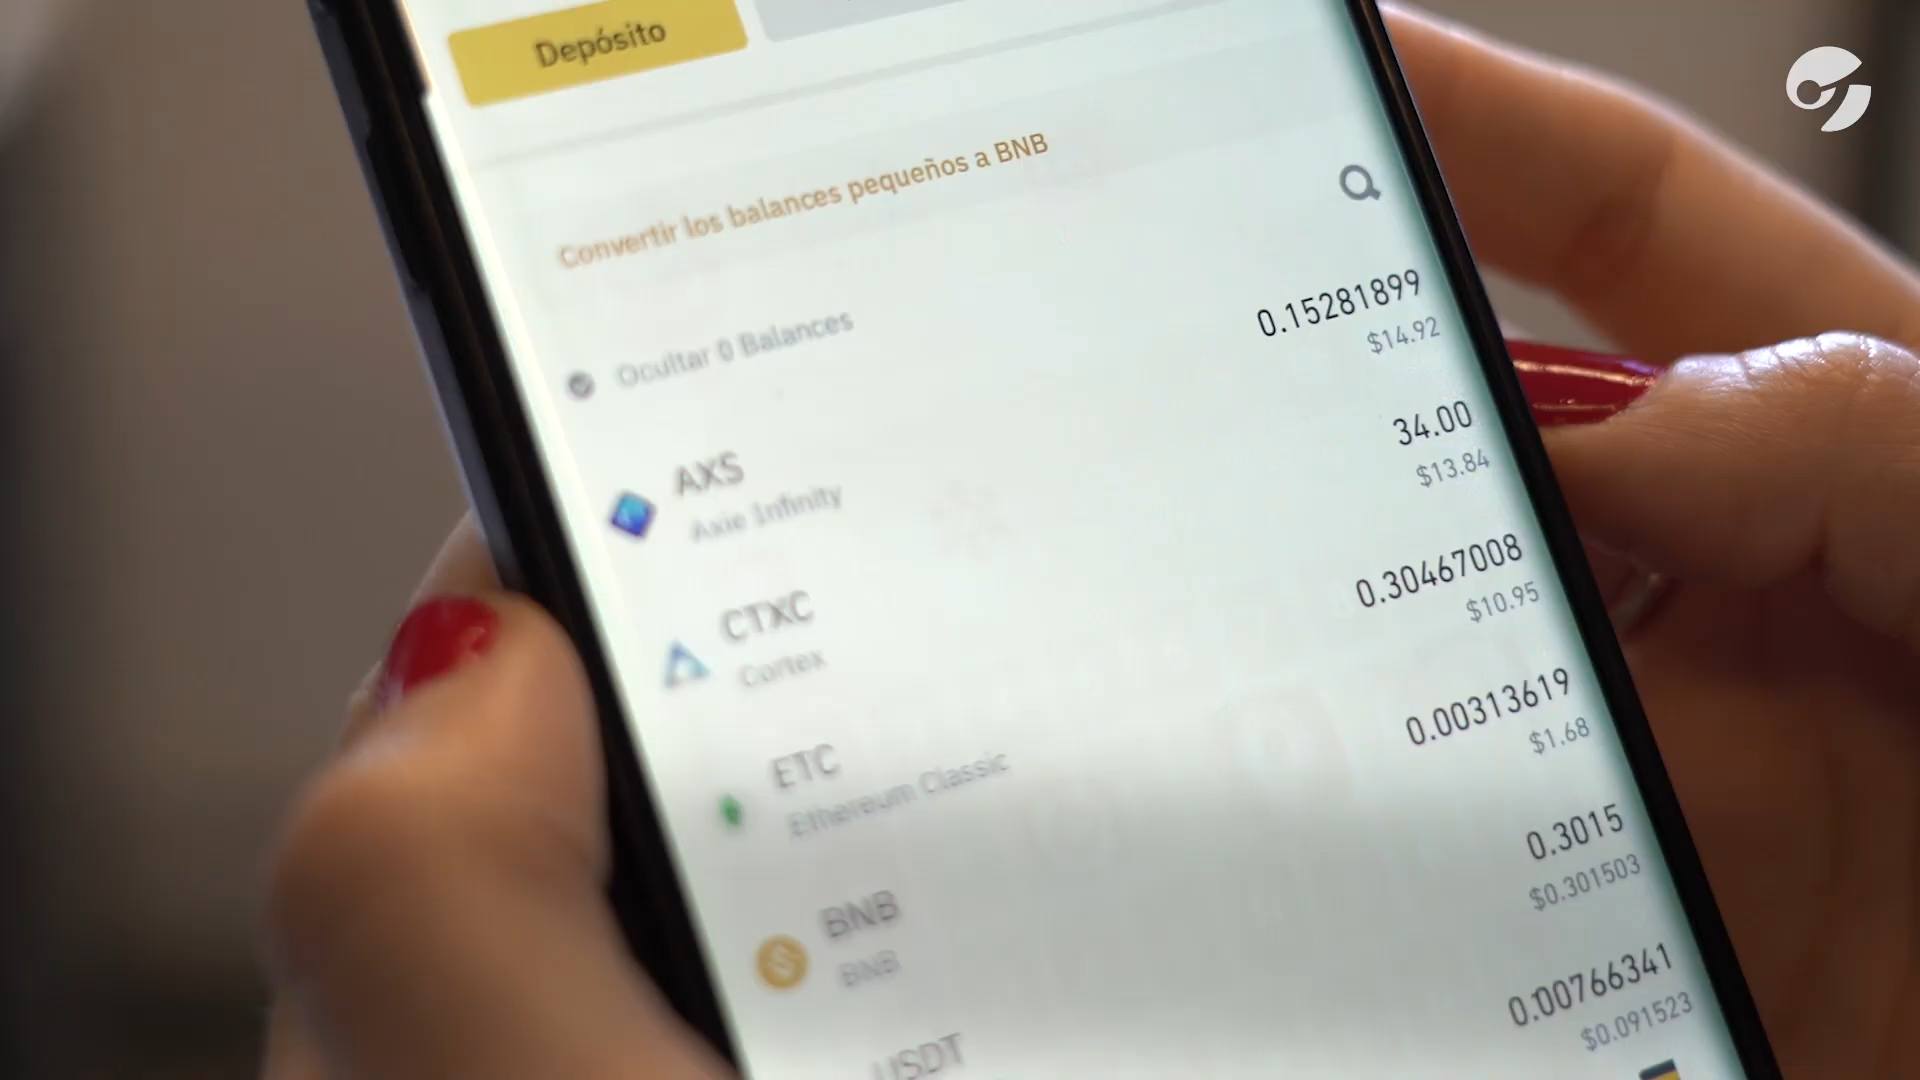 Depósito
Convertir los balances pequeños a BNB
Ocultar 0 Balances
AXS
0.15281899
Axie Infinity
$14.92
CTXC
34.00
Cortex
$13.84
ETC
0.30467008
Ethereum Classic
$10.95
BNB
0.00313619
BNB
$1.68
USDT
0.3015
$0.301503
0.00766341
$0.091523